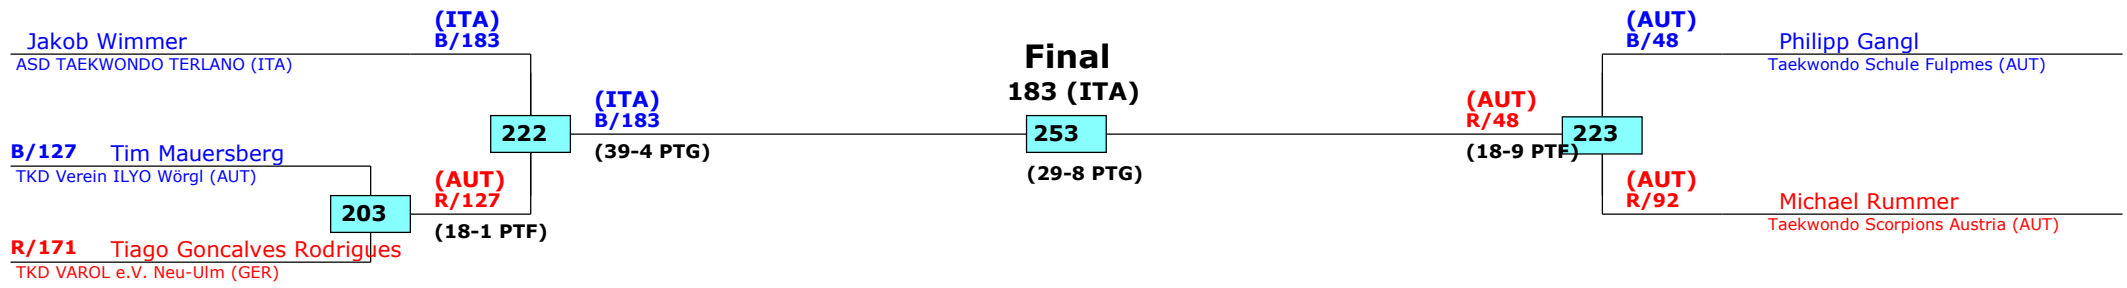 (ITA)
B/183
Jakob Wimmer
ASD TAEKWONDO TERLANO (ITA)
222
B/127 Tim Mauersberg
TKD Verein ILYO Wörgl (AUT)
203
R/171 Tiago Goncalves Rodrigues
TKD VAROL e.V. Neu-Ulm (GER)
(AUT)
R/127
(18-1 PTF)
(ITA)
B/183
(39-4 PTG)
Final
183 (ITA)
253
(29-8 PTG)
(AUT)
R/48
(18-9 PTF)
223
(AUT)
B/48
Philipp Gangl
Taekwondo Schule Fulpmes (AUT)
(AUT)
R/92
Michael Rummer
Taekwondo Scorpions Austria (AUT)